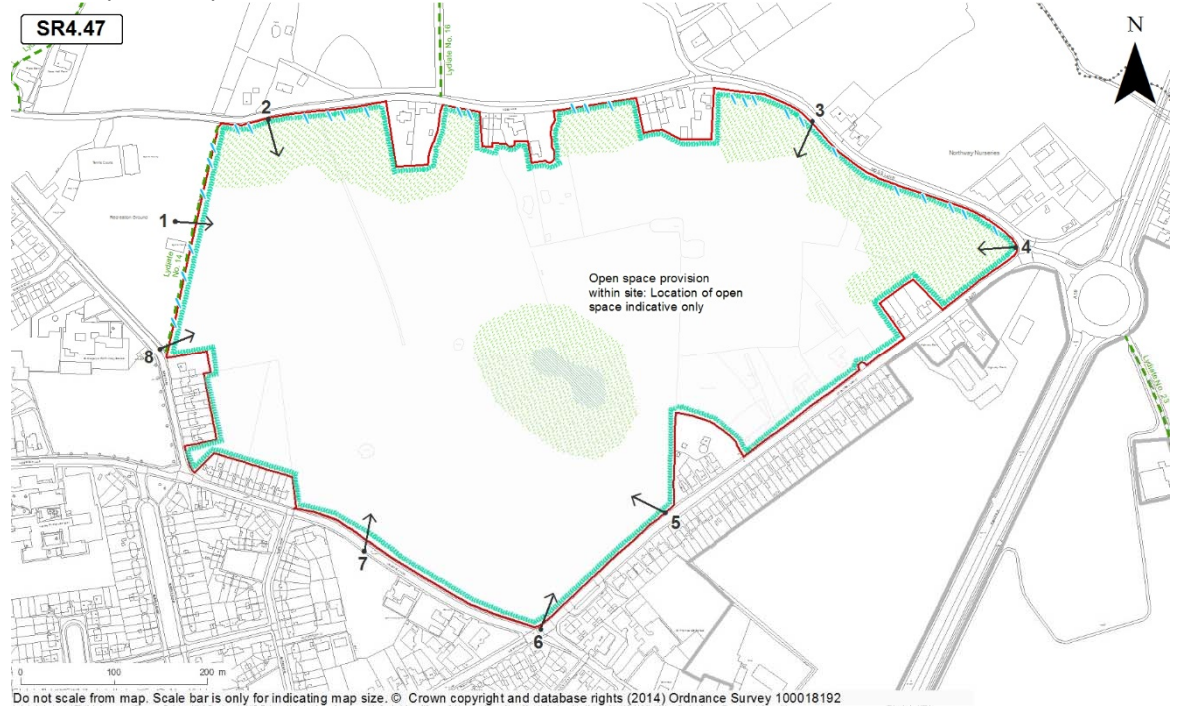 SR4.47
N
Lydiate No. 16
2
3
Northway Nurseries
1
Recreation Ground
Lydiate
No. 14
4
Open space provision
within site: Location of open
space indicative only
8
Lydiate No. 23
5
7
6
0 100 200 m
Do not scale from map. Scale bar is only for indicating map size. © Crown copyright and database rights (2014) Ordnance Survey 100018192